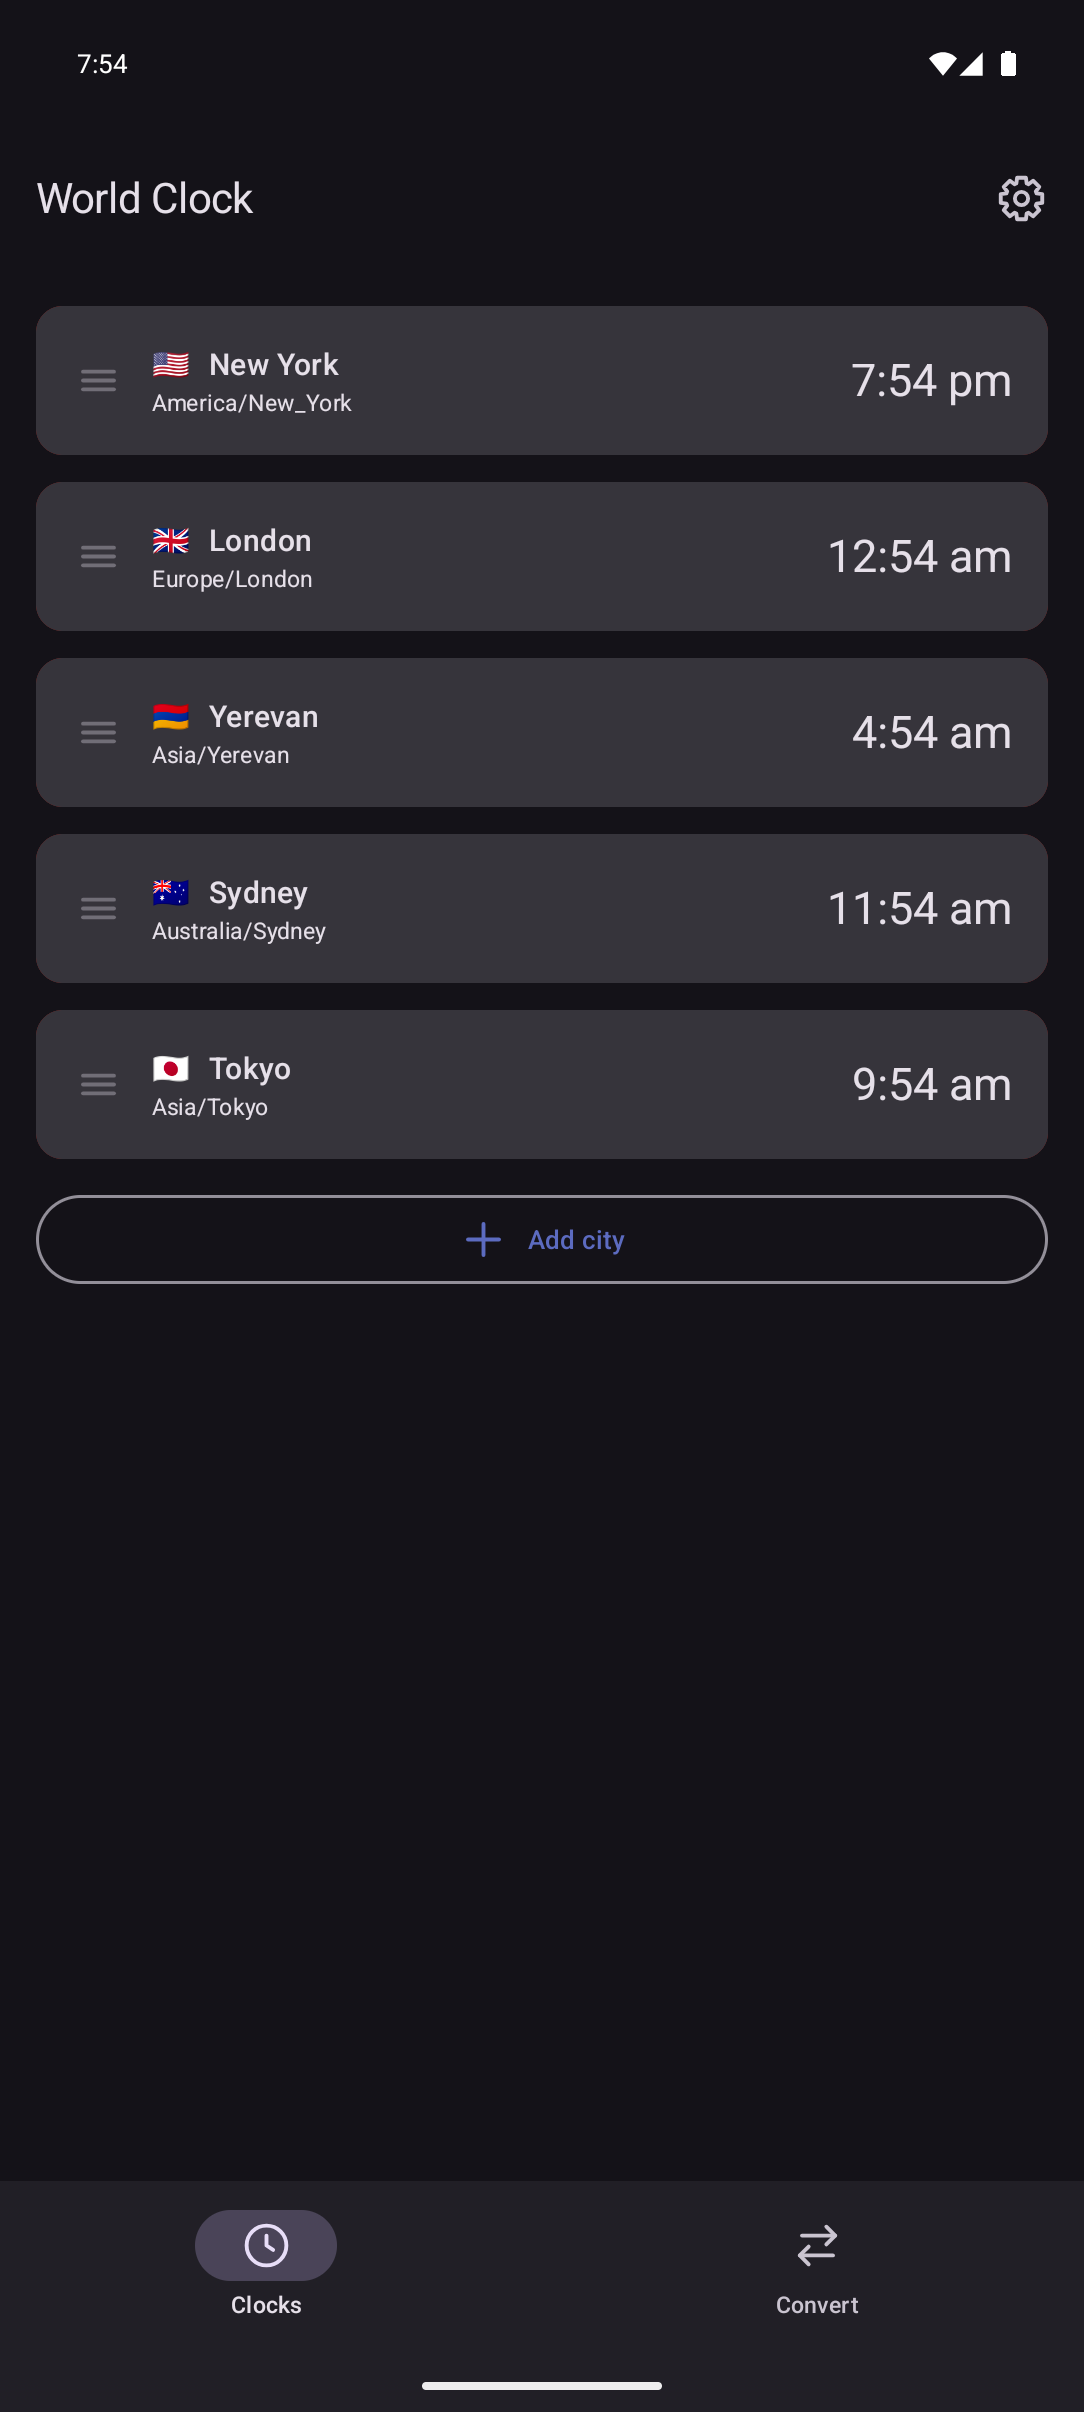 7:54
World Clock
New York
America/New_York
7:54 pm
London
Europe/London
12:54 am
Yerevan
Asia/Yerevan
4:54 am
Sydney
Australia/Sydney
11:54 am
Tokyo
Asia/Tokyo
9:54 am
Add city
Clocks
Convert